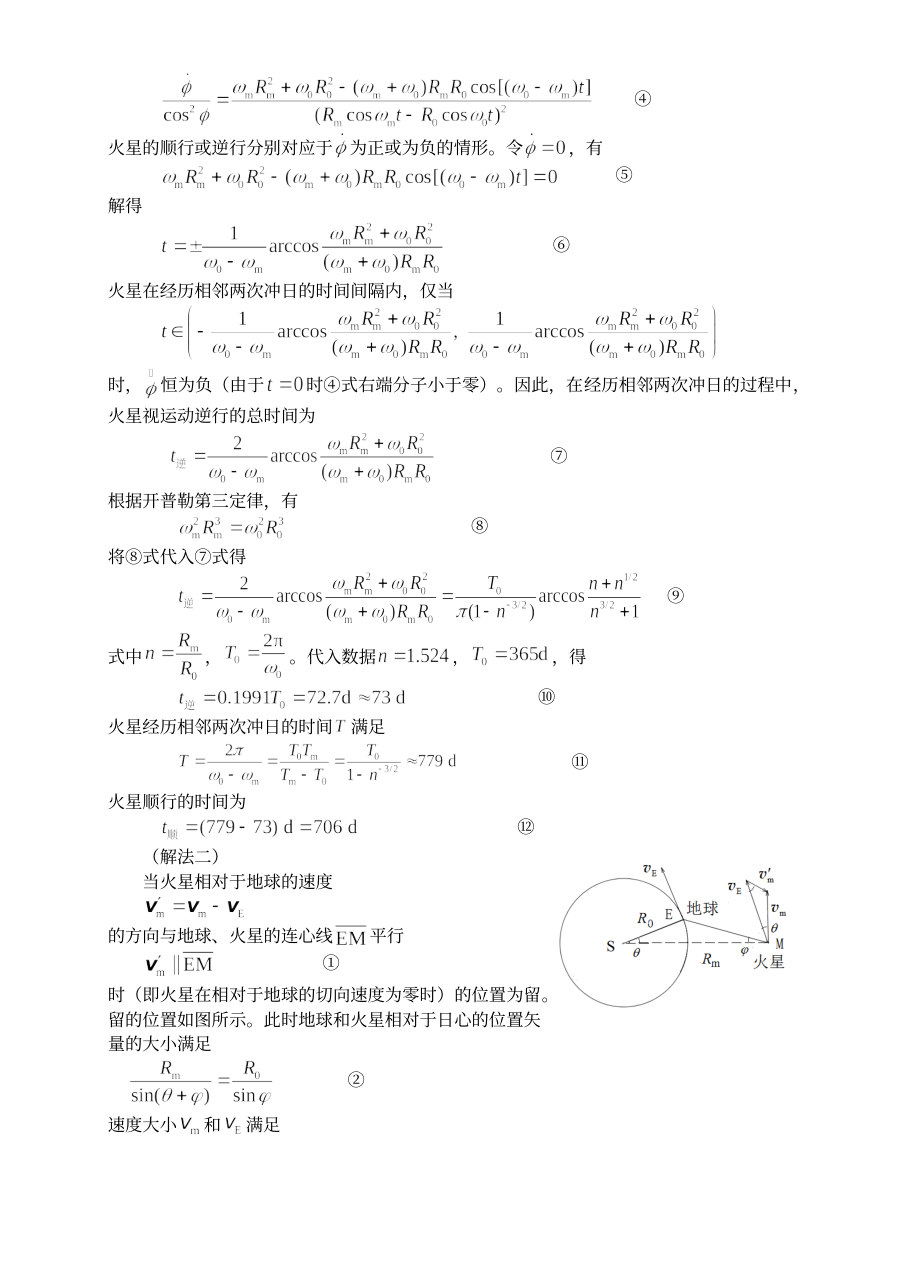 φ̇/cos²φ = (ω_m R_m² + ω_0 R_0² − (ω_m + ω_0) R_m R_0 cos[(ω_0 − ω_m)t]) / (R_m cos ω_m t − R_0 cos ω_0 t)² ④
火星的顺行或逆行分别对应于 φ̇ 为正或为负的情形。令 φ̇ = 0，有
ω_m R_m² + ω_0 R_0² − (ω_m + ω_0) R_m R_0 cos[(ω_0 − ω_m)t] = 0 ⑤
解得
t = ± 1/(ω_0 − ω_m) arccos (ω_m R_m² + ω_0 R_0²)/((ω_m + ω_0) R_m R_0) ⑥
火星在经历相邻两次冲日的时间间隔内，仅当
t ∈ ( − 1/(ω_0 − ω_m) arccos (ω_m R_m² + ω_0 R_0²)/((ω_m + ω_0) R_m R_0), 1/(ω_0 − ω_m) arccos (ω_m R_m² + ω_0 R_0²)/((ω_m + ω_0) R_m R_0) )
时，φ 恒为负（由于 t = 0 时④式右端分子小于零）。因此，在经历相邻两次冲日的过程中，
火星视运动逆行的总时间为
t_逆 = 2/(ω_0 − ω_m) arccos (ω_m R_m² + ω_0 R_0²)/((ω_m + ω_0) R_m R_0) ⑦
根据开普勒第三定律，有
ω_m² R_m³ = ω_0² R_0³ ⑧
将⑧式代入⑦式得
t_逆 = 2/(ω_0 − ω_m) arccos (ω_m R_m² + ω_0 R_0²)/((ω_m + ω_0) R_m R_0) = T_0/(π(1 − n^(−3/2))) arccos (n + n^(1/2))/(n^(3/2) + 1) ⑨
式中 n = R_m/R_0，T_0 = 2π/ω_0。代入数据 n = 1.524，T_0 = 365d，得
t_逆 = 0.1991T_0 = 72.7d ≈ 73 d ⑩
火星经历相邻两次冲日的时间 T 满足
T = 2π/(ω_0 − ω_m) = T_0 T_m/(T_m − T_0) = T_0/(1 − n^(−3/2)) ≈ 779 d ⑪
火星顺行的时间为
t_顺 = (779 − 73) d = 706 d ⑫
（解法二）
当火星相对于地球的速度
v′_m = v_m − v_E
的方向与地球、火星的连心线 EM 平行
v′_m ∥ EM ①
时（即火星在相对于地球的切向速度为零时）的位置为留。
留的位置如图所示。此时地球和火星相对于日心的位置矢
量的大小满足
R_m/sin(θ + φ) = R_0/sin φ ②
速度大小 v_m 和 v_E 满足
v_E
v_E
v′_m
v_m
θ
R_0
E 地球
S
θ
φ
M
R_m
火星